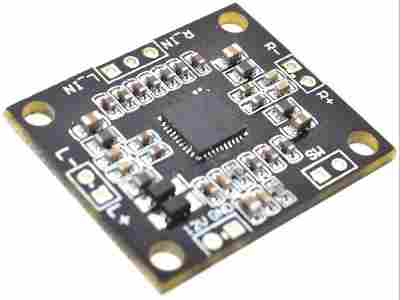 L_IN
R_IN
R-
R+
L-
L+
SW
12V GND